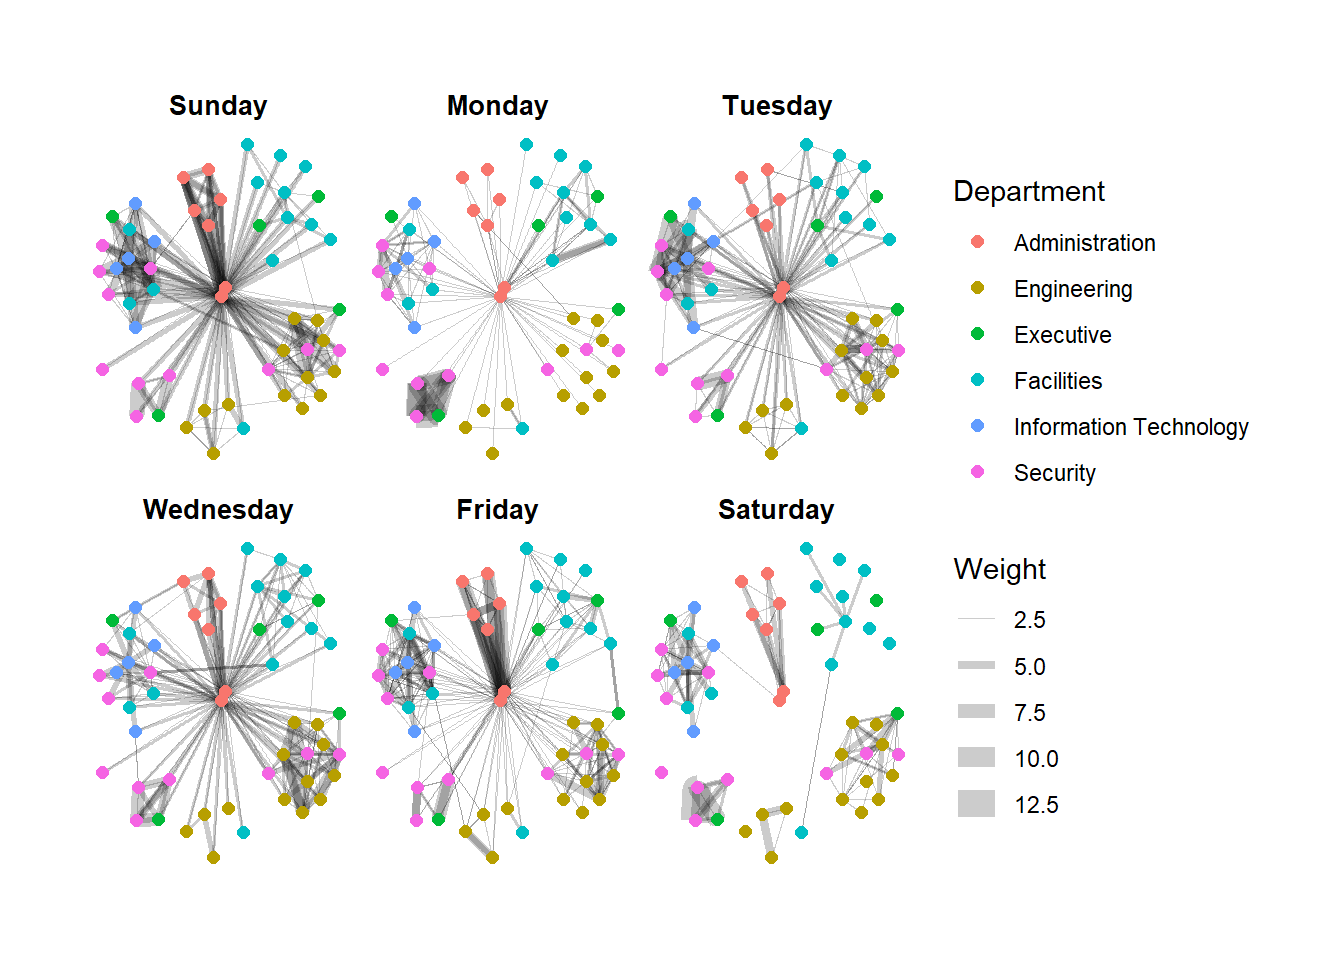 Sunday
Monday
Tuesday
Wednesday
Friday
Saturday
Department
Administration
Engineering
Executive
Facilities
Information Technology
Security
Weight
2.5
5.0
7.5
10.0
12.5